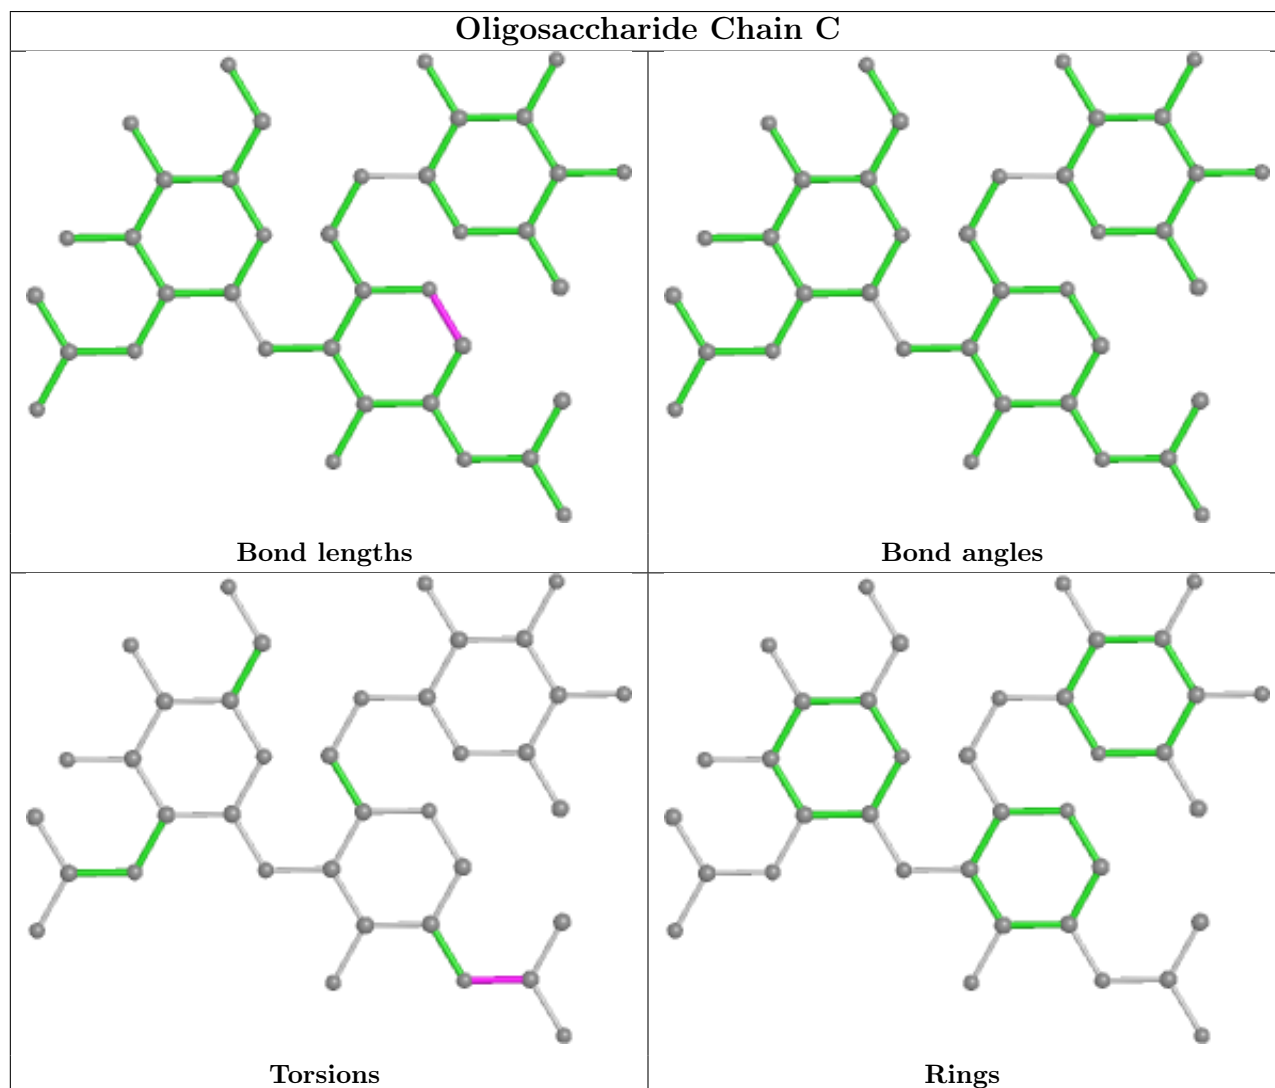 Oligosaccharide Chain C
Bond lengths
Bond angles
Torsions
Rings